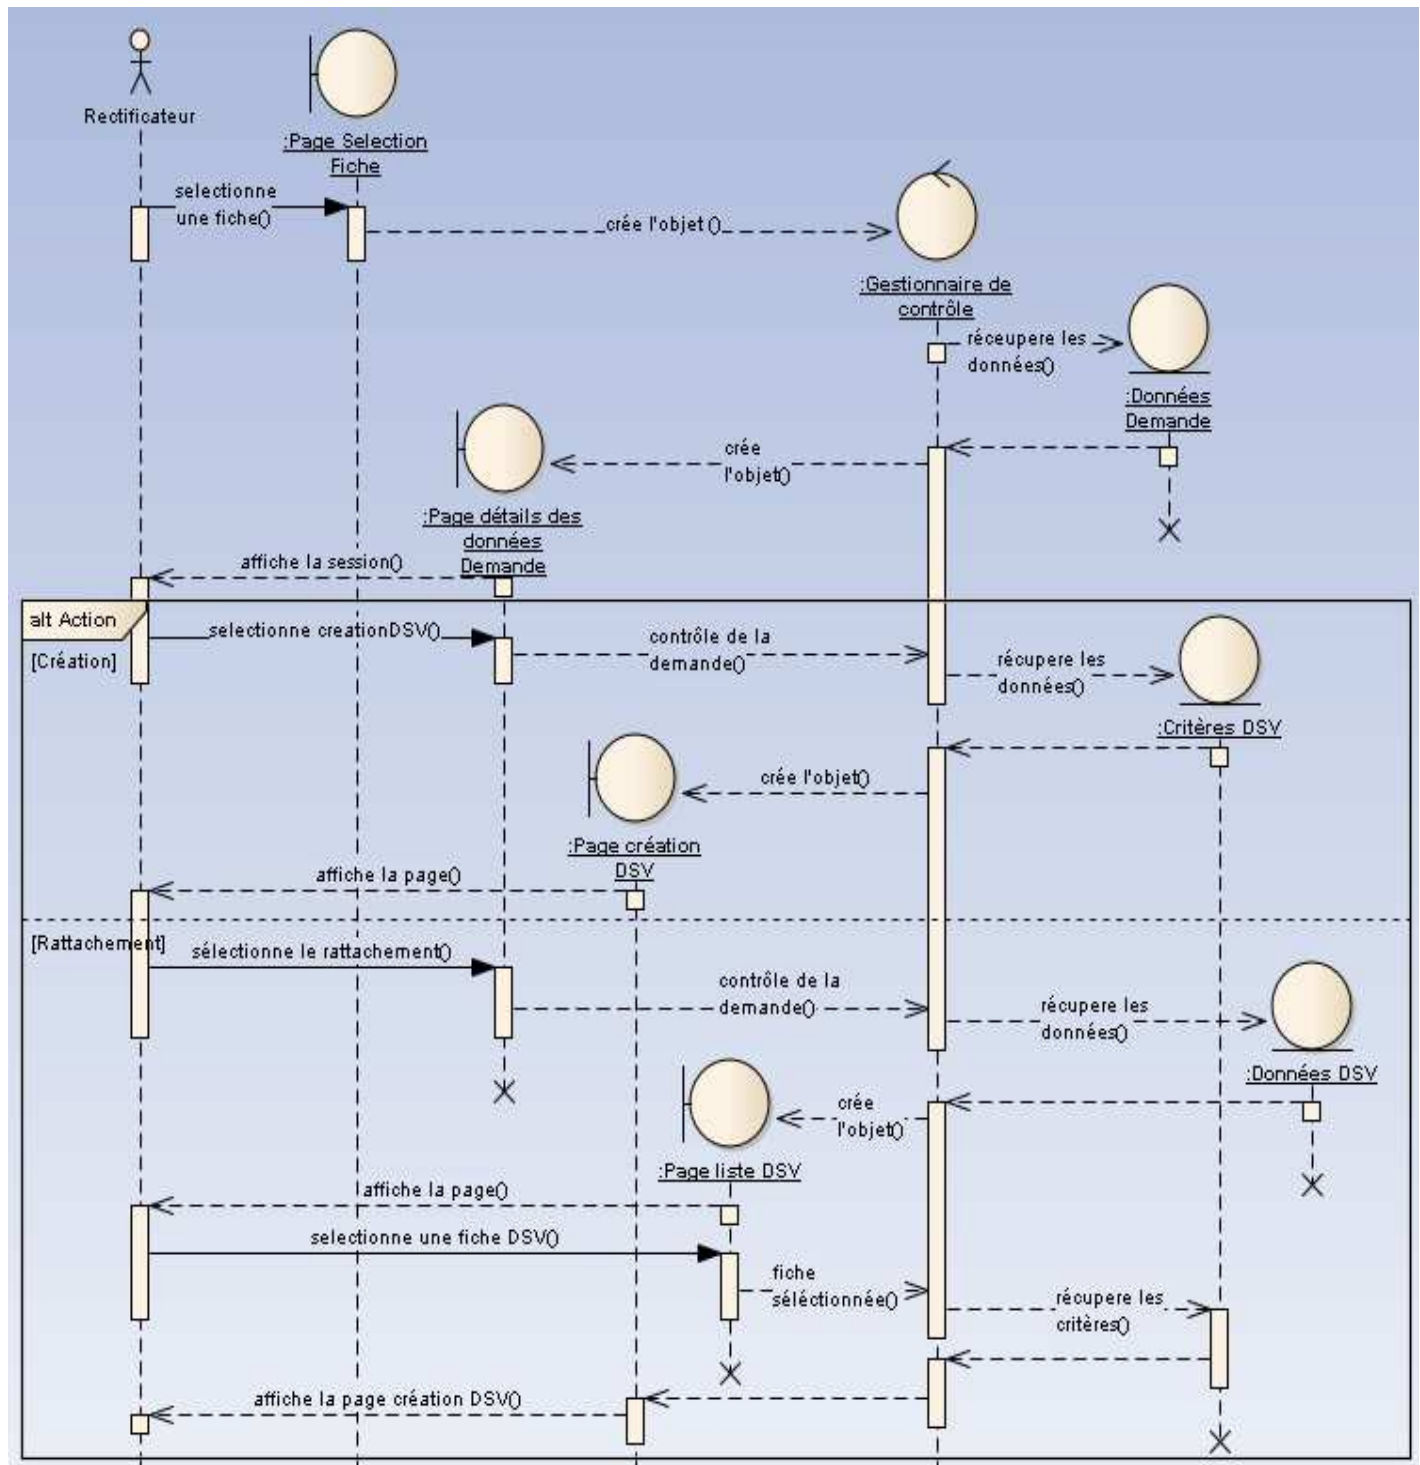 Rectificateur
:Page Selection
Fiche
selectionne
une fiche()
crée l'objet ()
:Gestionnaire de
contrôle
réceupere les
données()
:Données
Demande
crée
l'objet()
:Page détails des
données
Demande
affiche la session()
alt Action
[Création]
selectionne creationDSV()
contrôle de la
demande()
récupere les
données()
:Critères DSV
crée l'objet()
:Page création
DSV
affiche la page()
[Rattachement]
sélectionne le rattachement()
contrôle de la
demande()
récupere les
données()
:Données DSV
crée
l'objet()
:Page liste DSV
affiche la page()
selectionne une fiche DSV()
fiche
séléctionnée()
récupere les
critères()
affiche la page création DSV()